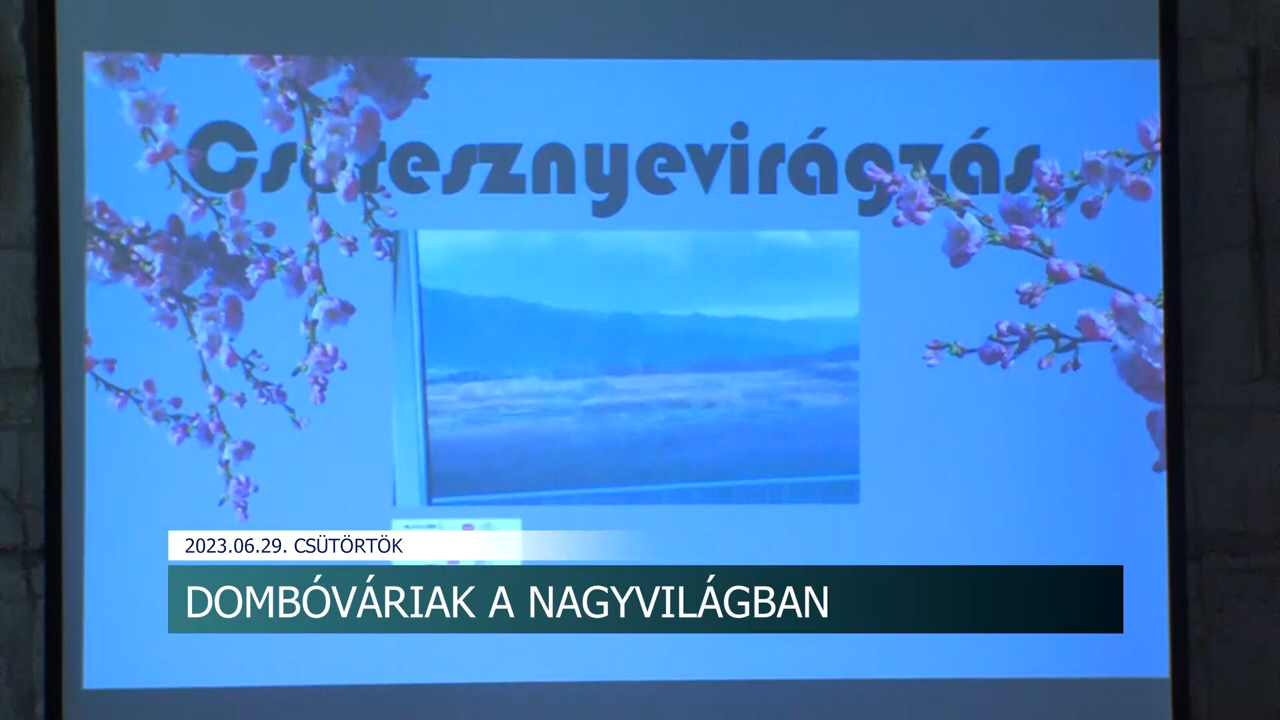 Cseresznyevirágzás
2023.06.29. CSÜTÖRTÖK
DOMBÓVÁRIAK A NAGYVILÁGBAN